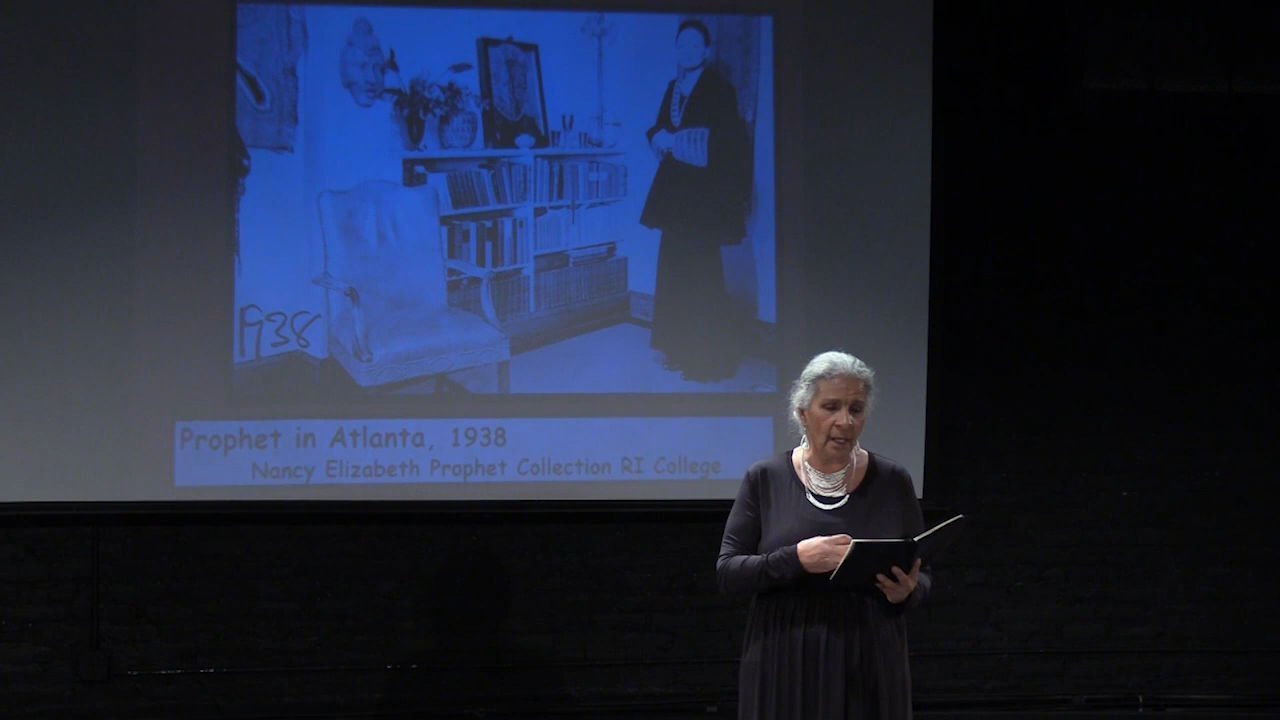 1938
Prophet in Atlanta, 1938
Nancy Elizabeth Prophet Collection RI College